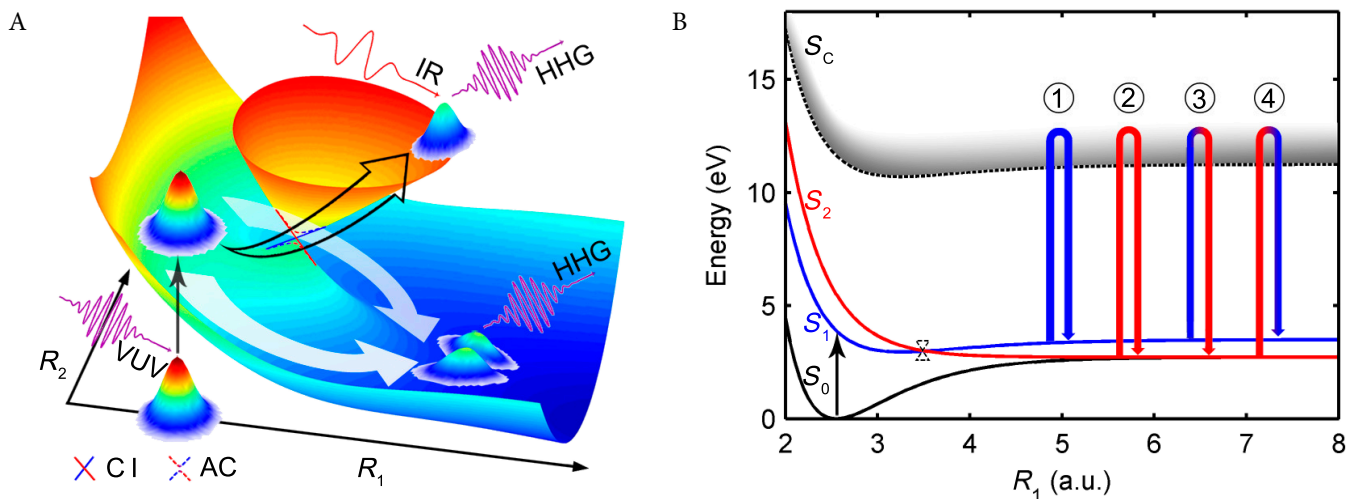 A
IR
HHG
HHG
VUV
R2
R1
CI
AC
B
Energy (eV)
15
10
5
0
SC
S2
S1
S0
① ② ③ ④
2 3 4 5 6 7 8
R1 (a.u.)